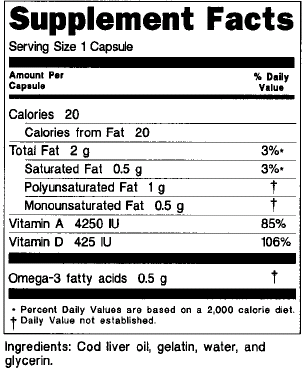 Supplement Facts
Serving Size 1 Capsule
Amount Per Capsule % Daily Value
Calories 20
Calories from Fat 20
Total Fat 2 g 3%*
Saturated Fat 0.5 g 3%*
Polyunsaturated Fat 1 g †
Monounsaturated Fat 0.5 g †
Vitamin A 4250 IU 85%
Vitamin D 425 IU 106%
Omega-3 fatty acids 0.5 g †
* Percent Daily Values are based on a 2,000 calorie diet.
† Daily Value not established.
Ingredients: Cod liver oil, gelatin, water, and
glycerin.